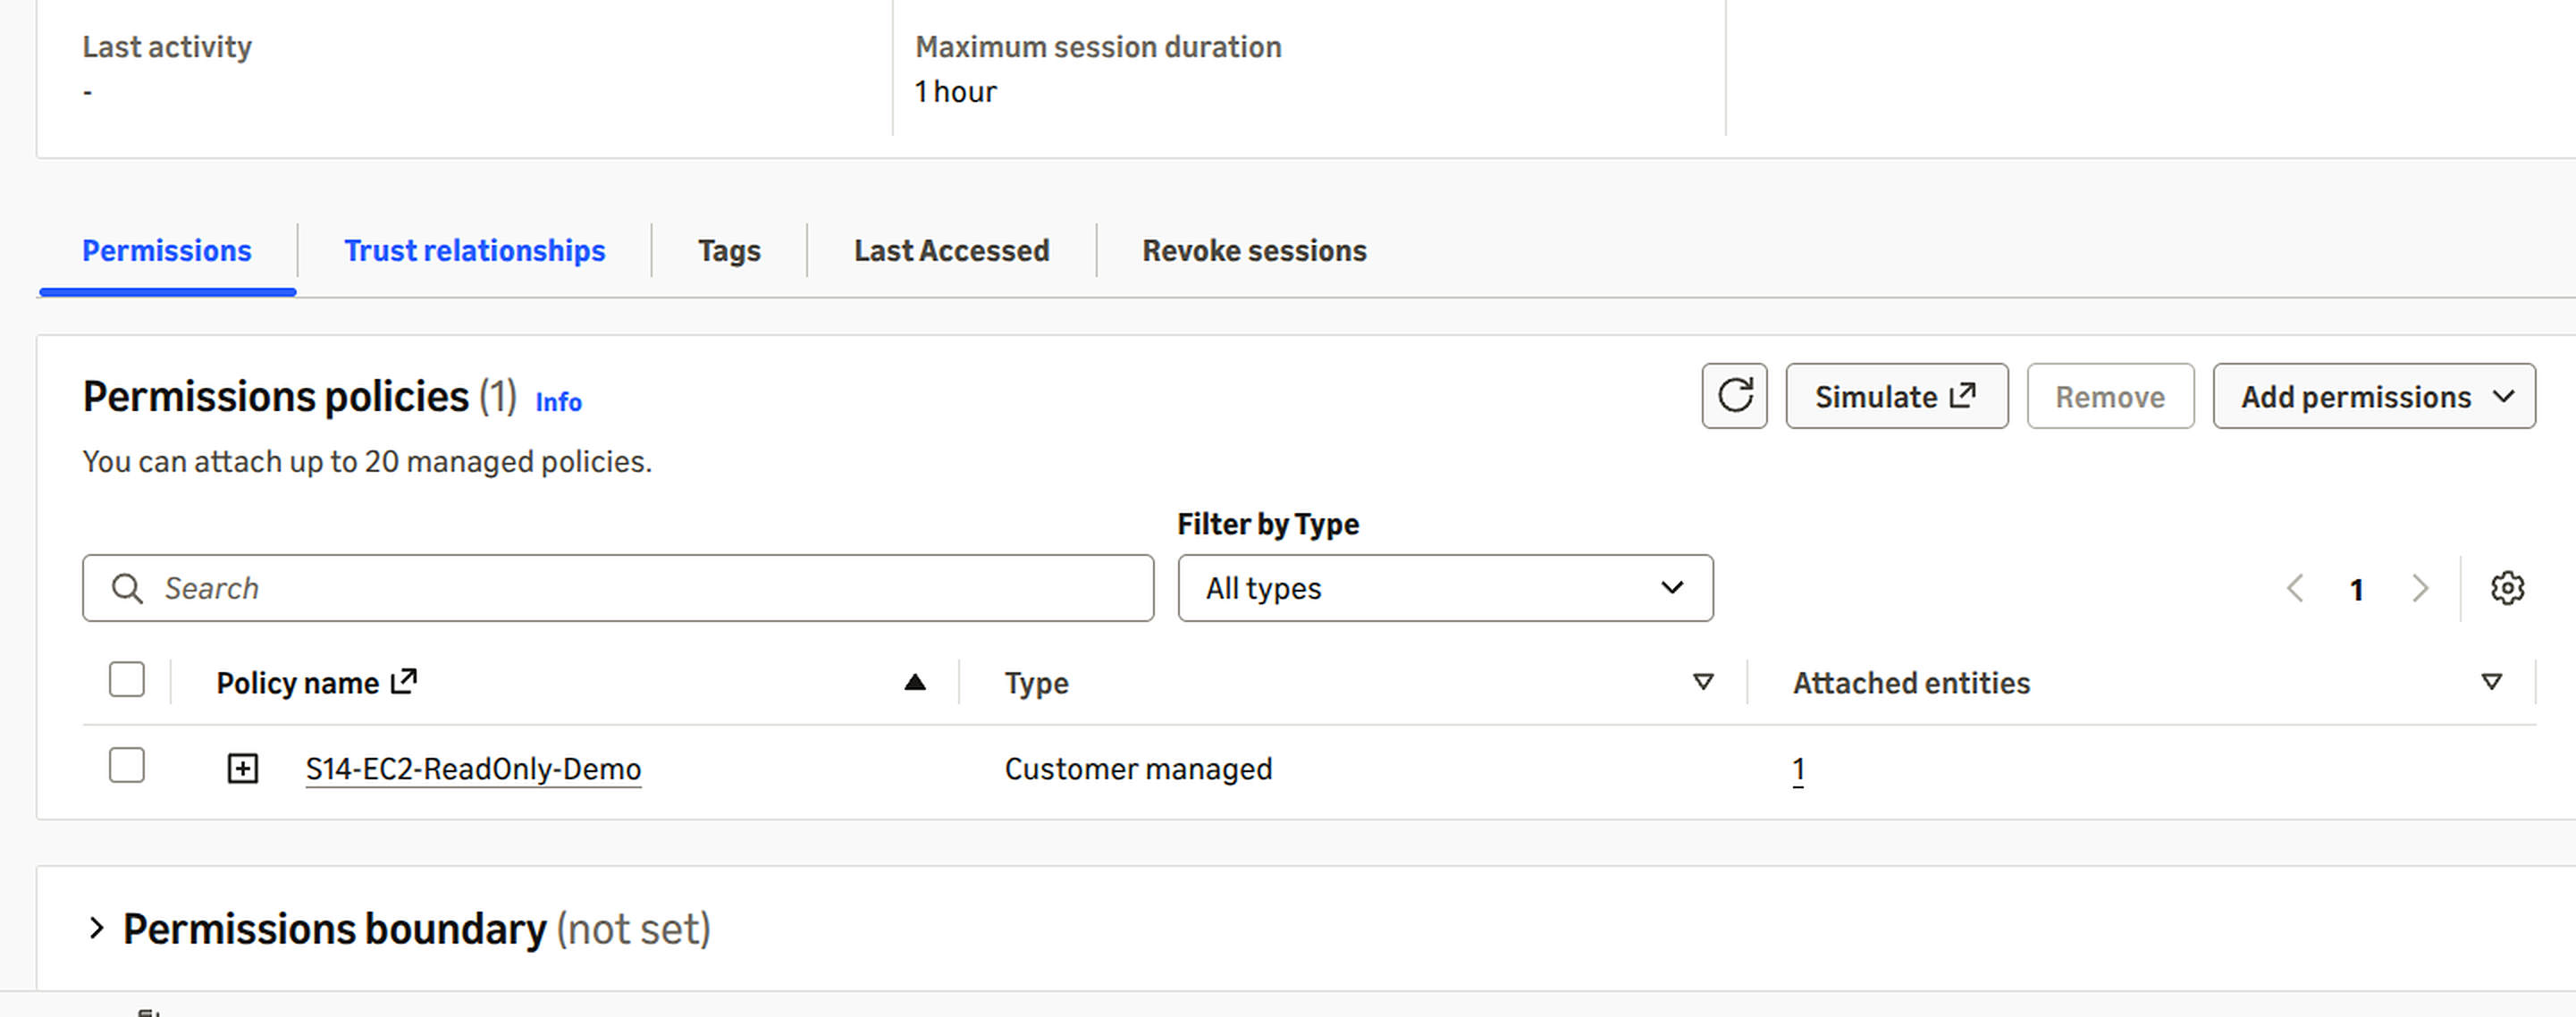 Last activity
-
Maximum session duration
1 hour
Permissions
Trust relationships
Tags
Last Accessed
Revoke sessions
Permissions policies (1) Info
Simulate
Remove
Add permissions
You can attach up to 20 managed policies.
Filter by Type
Search
All types
1
Policy name
Type
Attached entities
S14-EC2-ReadOnly-Demo
Customer managed
1
Permissions boundary (not set)